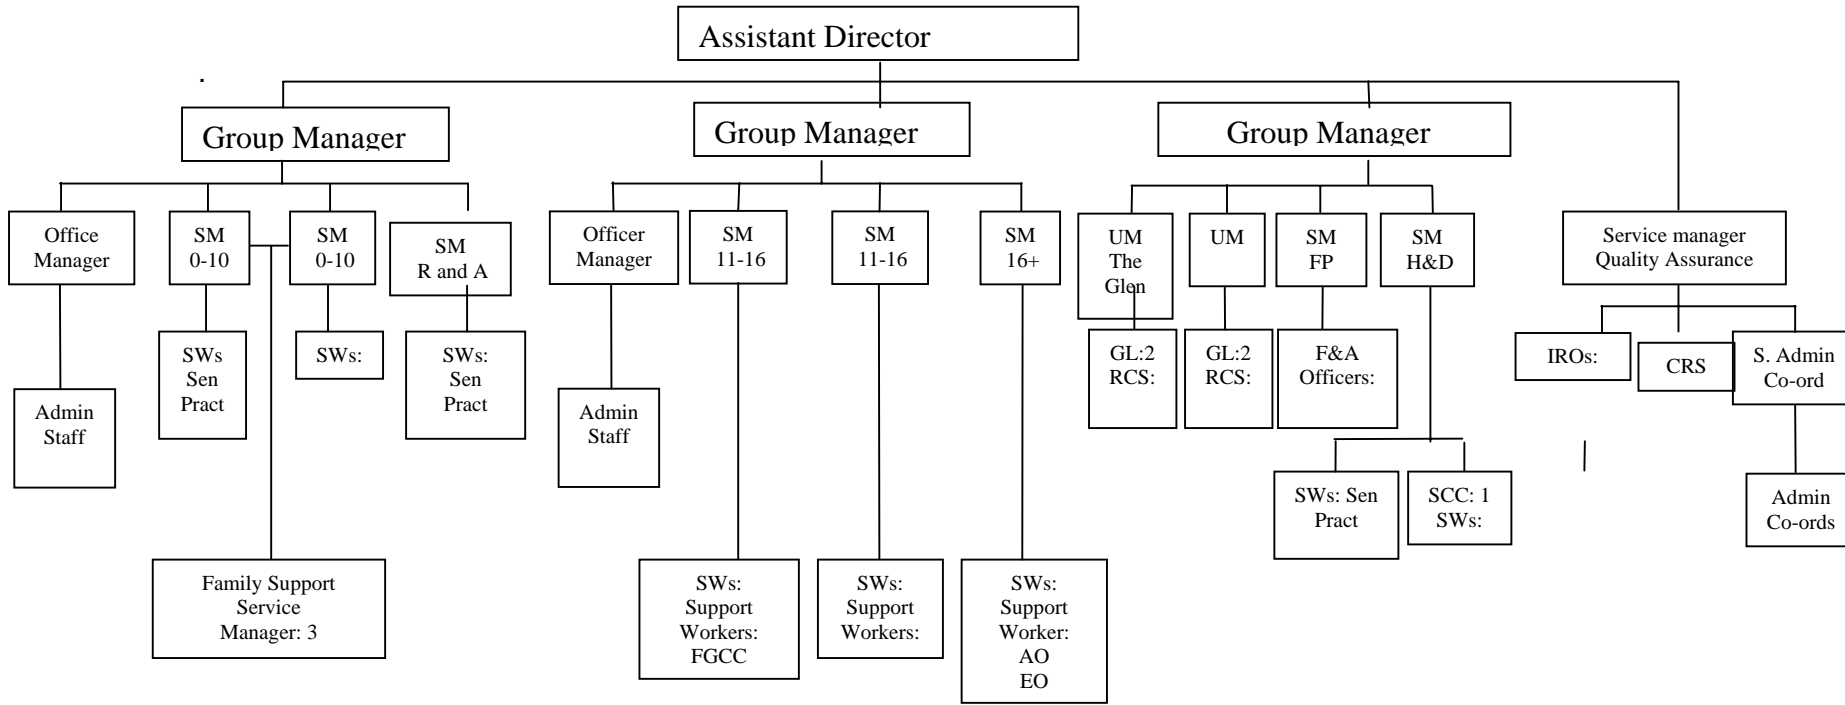 Assistant Director
.
Group Manager
Group Manager
Group Manager
Office
Manager
SM
0-10
SM
0-10
SM
R and A
Officer
Manager
SM
11-16
SM
11-16
SM
16+
UM
The
Glen
UM
SM
FP
SM
H&D
Service manager
Quality Assurance
SWs
Sen
Pract
SWs:
SWs:
Sen
Pract
GL:2
RCS:
GL:2
RCS:
F&A
Officers:
IROs:
CRS
S. Admin
Co-ord
Admin
Staff
Admin
Staff
SWs: Sen
Pract
SCC: 1
SWs:
Admin
Co-ords
Family Support
Service
Manager: 3
SWs:
Support
Workers:
FGCC
SWs:
Support
Workers:
SWs:
Support
Worker:
AO
EO